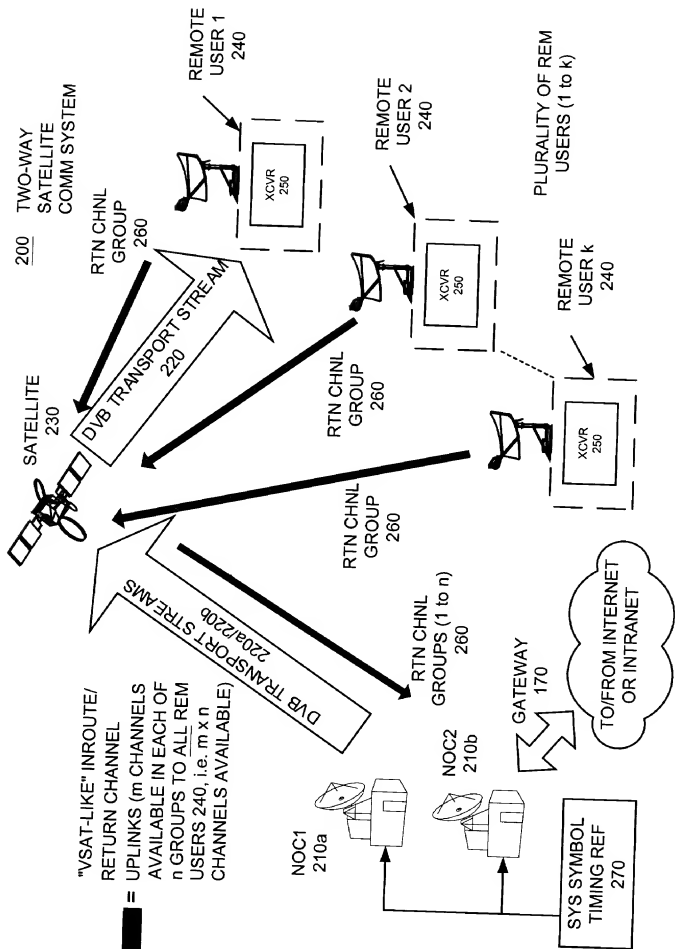 200 TWO-WAY
SATELLITE
COMM SYSTEM
SATELLITE
230
RTN CHNL
GROUP
260
REMOTE
USER 1
240
XCVR
250
DVB TRANSPORT STREAM
220
REMOTE
USER 2
240
XCVR
250
RTN CHNL
GROUP
260
PLURALITY OF REM
USERS (1 to k)
REMOTE
USER k
240
XCVR
250
RTN CHNL
GROUP
260
"VSAT-LIKE" INROUTE/
RETURN CHANNEL
= UPLINKS (m CHANNELS
AVAILABLE IN EACH OF
n GROUPS TO ALL REM
USERS 240, i.e. m x n
CHANNELS AVAILABLE)
DVB TRANSPORT STREAMS
220a/220b
RTN CHNL
GROUPS (1 to n)
260
NOC1
210a
NOC2
210b
GATEWAY
170
TO/FROM INTERNET
OR INTRANET
SYS SYMBOL
TIMING REF
270